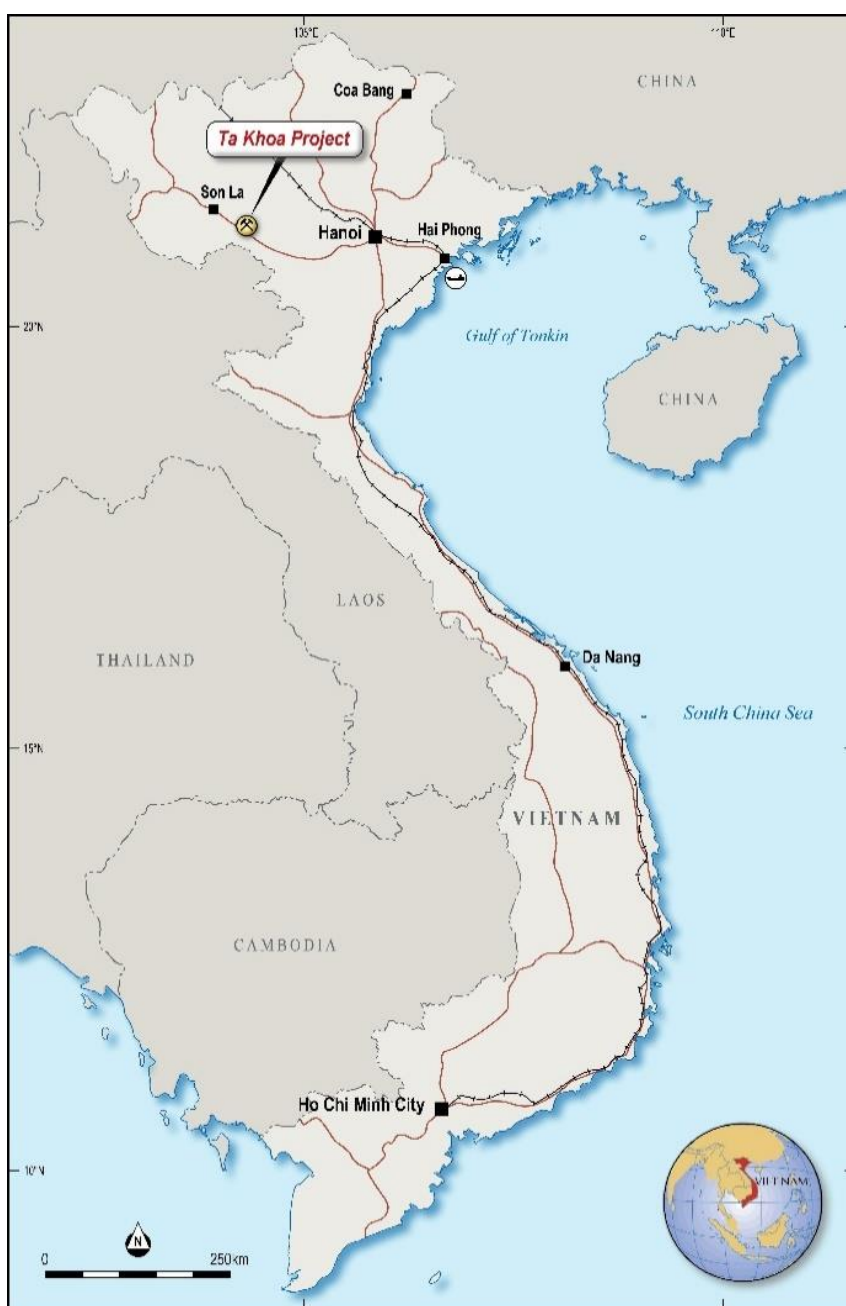 105°E
110°E
CHINA
Coa Bang
Ta Khoa Project
Son La
Hanoi
Hai Phong
20°N
Gulf of Tonkin
CHINA
LAOS
THAILAND
Da Nang
South China Sea
15°N
VIETNAM
CAMBODIA
Ho Chi Minh City
10°N
VIETNAM
N
0
250km